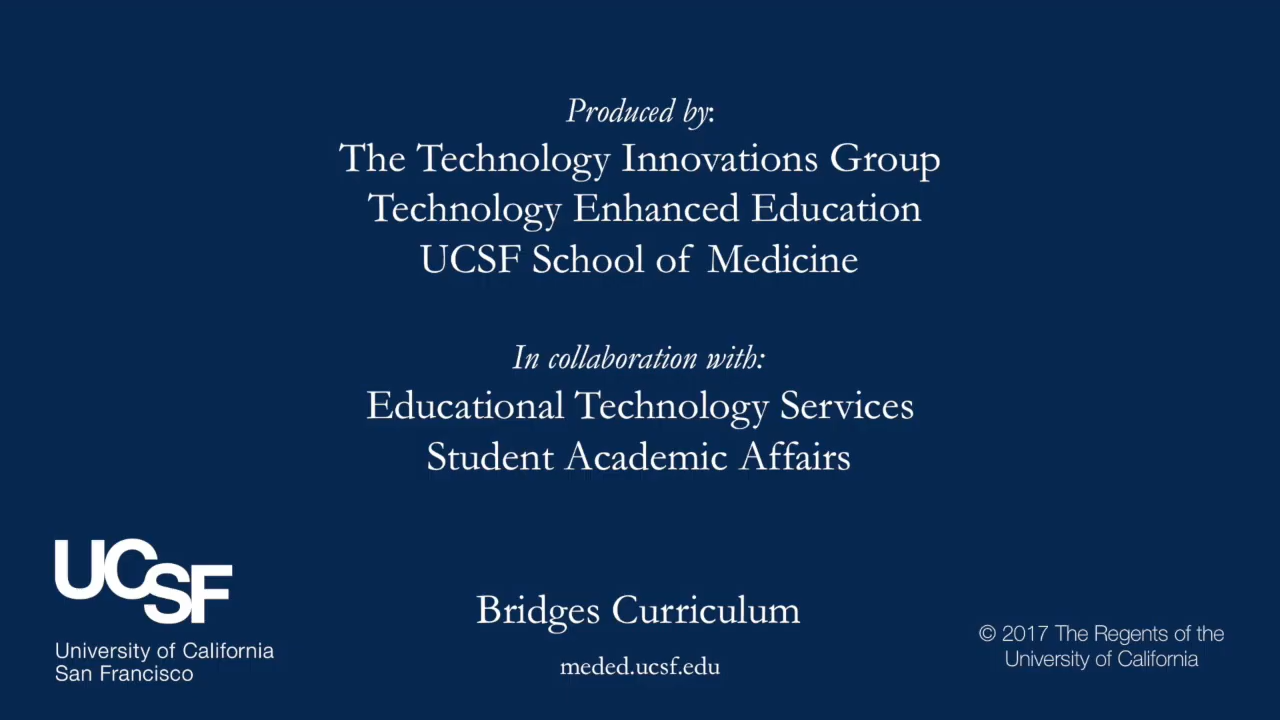 Produced by:
The Technology Innovations Group
Technology Enhanced Education
UCSF School of Medicine
In collaboration with:
Educational Technology Services
Student Academic Affairs
UCSF
University of California
San Francisco
Bridges Curriculum
meded.ucsf.edu
© 2017 The Regents of the
University of California